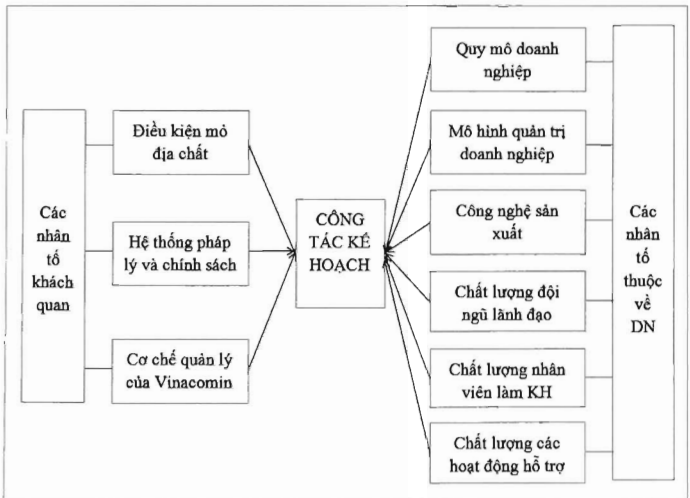 Các
nhân
tố
khách
quan
Điều kiện mỏ
địa chất
Hệ thống pháp
lý và chính sách
Cơ chế quản lý
của Vinacomin
CÔNG
TÁC KẾ
HOẠCH
Quy mô doanh
nghiệp
Mô hình quản trị
doanh nghiệp
Công nghệ sản
xuất
Chất lượng đội
ngũ lãnh đạo
Chất lượng nhân
viên làm KH
Chất lượng các
hoạt động hỗ trợ
Các
nhân
tố
thuộc
về
DN